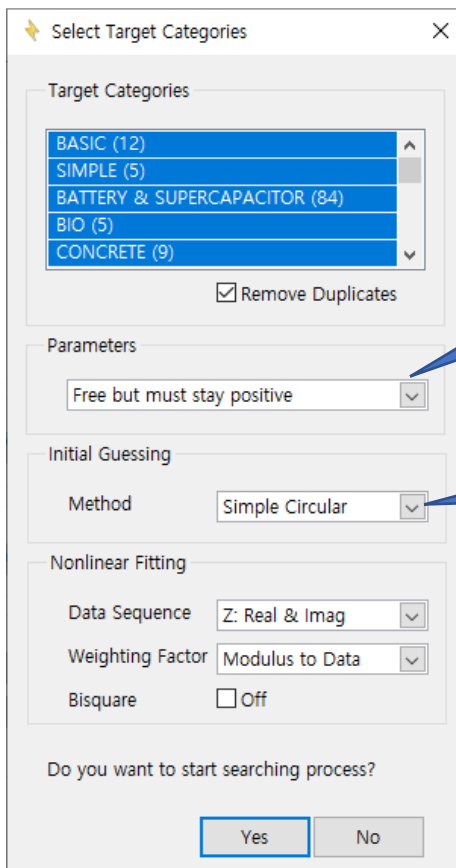 Select Target Categories
Target Categories
BASIC (12)
SIMPLE (5)
BATTERY & SUPERCAPACITOR (84)
BIO (5)
CONCRETE (9)
Remove Duplicates
Parameters
Free but must stay positive
Initial Guessing
Method Simple Circular
Nonlinear Fitting
Data Sequence Z: Real & Imag
Weighting Factor Modulus to Data
Bisquare Off
Do you want to start searching process?
Yes No